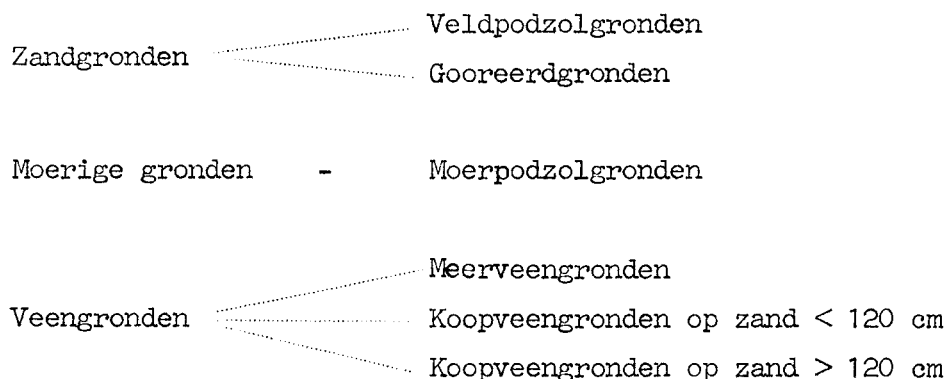 Veldpodzolgronden
Zandgronden
Gooreerdgronden
Moerige gronden - Moerpodzolgronden
Meerveengronden
Veengronden Koopveengronden op zand < 120 cm
Koopveengronden op zand > 120 cm